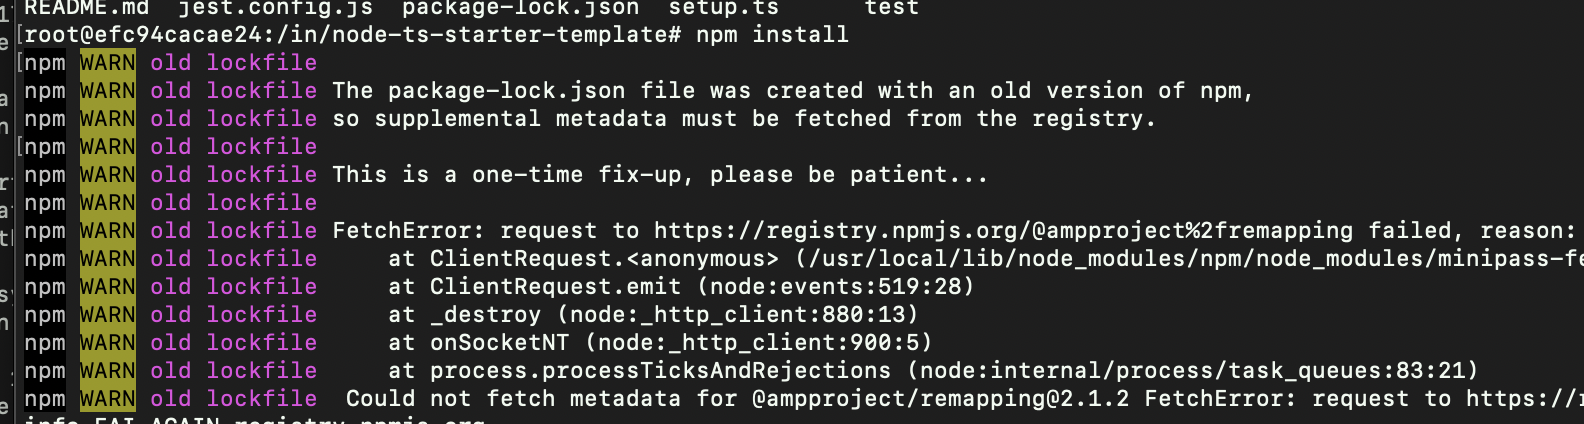 README.md  jest.config.js  package-lock.json  setup.ts      test
[root@efc94cacae24:/in/node-ts-starter-template# npm install
[npm WARN old lockfile
npm WARN old lockfile The package-lock.json file was created with an old version of npm,
npm WARN old lockfile so supplemental metadata must be fetched from the registry.
[npm WARN old lockfile
npm WARN old lockfile This is a one-time fix-up, please be patient...
npm WARN old lockfile
npm WARN old lockfile FetchError: request to https://registry.npmjs.org/@ampproject%2fremapping failed, reason:
npm WARN old lockfile     at ClientRequest.<anonymous> (/usr/local/lib/node_modules/npm/node_modules/minipass-fe
npm WARN old lockfile     at ClientRequest.emit (node:events:519:28)
npm WARN old lockfile     at _destroy (node:_http_client:880:13)
npm WARN old lockfile     at onSocketNT (node:_http_client:900:5)
npm WARN old lockfile     at process.processTicksAndRejections (node:internal/process/task_queues:83:21)
npm WARN old lockfile  Could not fetch metadata for @ampproject/remapping@2.1.2 FetchError: request to https://r
info EAI_AGAIN registry.npmjs.org